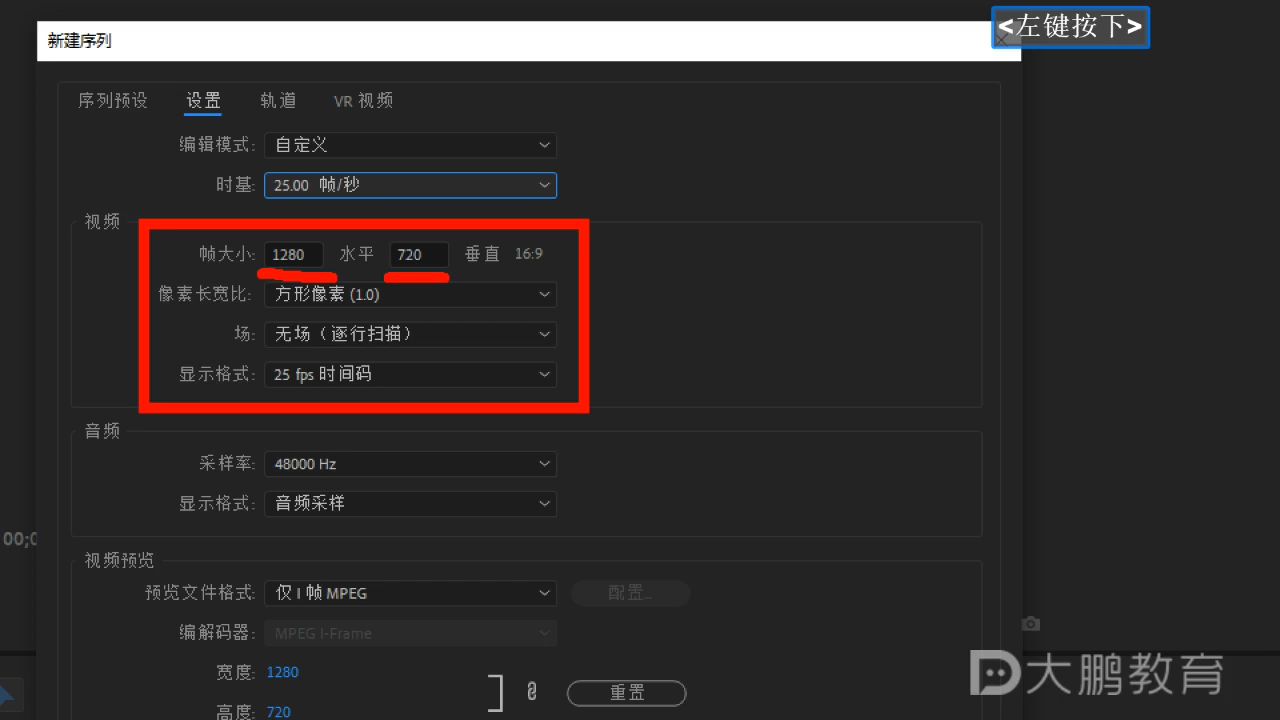 <左键按下>
新建序列
序列预设 设置 轨道 VR 视频
编辑模式: 自定义
时基: 25.00 帧/秒
视频
帧大小: 1280 水平 720 垂直 16:9
像素长宽比: 方形像素 (1.0)
场: 无场（逐行扫描）
显示格式: 25 fps 时间码
音频
采样率: 48000 Hz
显示格式: 音频采样
00;0
视频预览
预览文件格式: 仅 I 帧 MPEG 配置...
编解码器: MPEG I-Frame
宽度: 1280
重置
高度: 720
大鹏教育